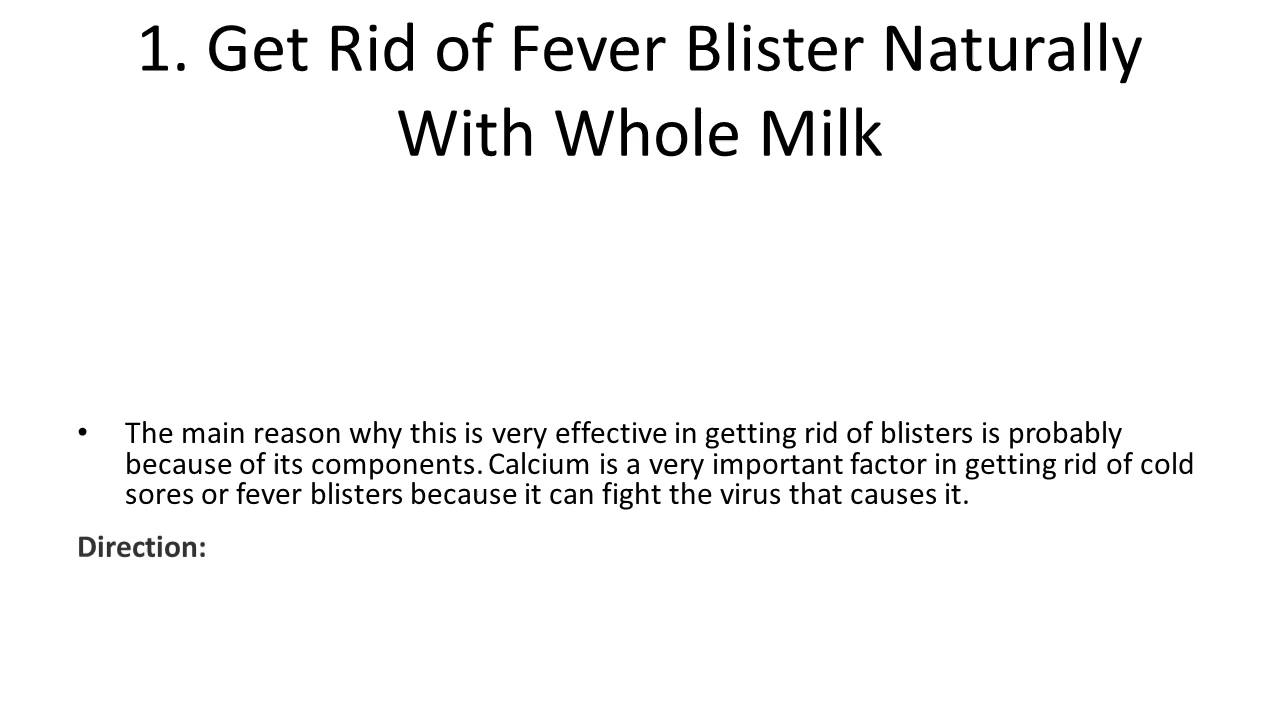 1. Get Rid of Fever Blister Naturally
With Whole Milk
• The main reason why this is very effective in getting rid of blisters is probably
because of its components. Calcium is a very important factor in getting rid of cold
sores or fever blisters because it can fight the virus that causes it.
Direction: